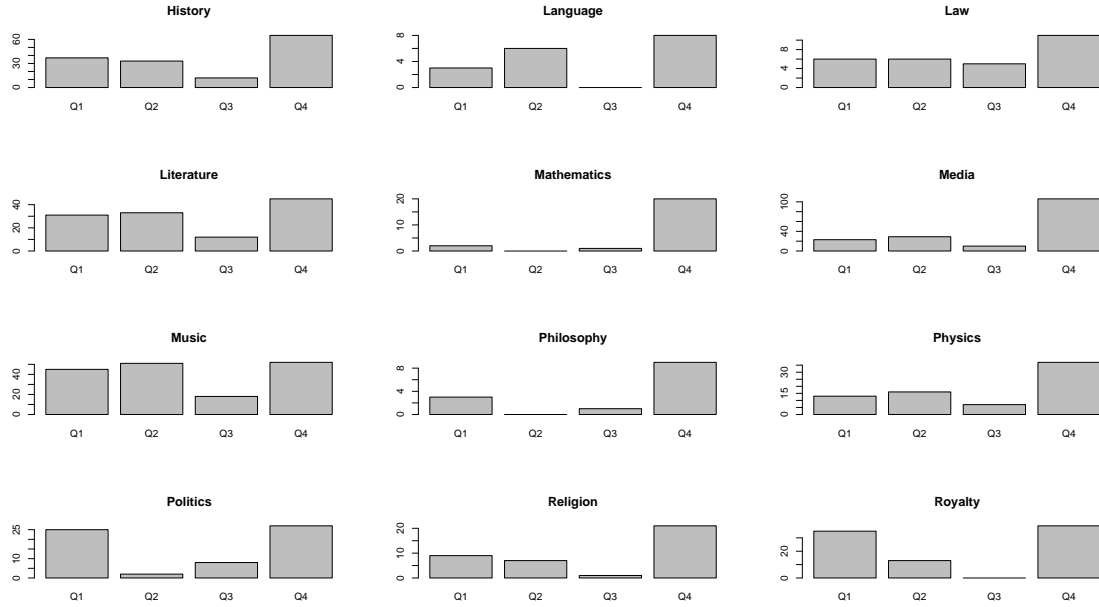 History
0 30 60
Q1 Q2 Q3 Q4
Language
0 4 8
Q1 Q2 Q3 Q4
Law
0 4 8
Q1 Q2 Q3 Q4
Literature
0 20 40
Q1 Q2 Q3 Q4
Mathematics
0 10 20
Q1 Q2 Q3 Q4
Media
0 40 100
Q1 Q2 Q3 Q4
Music
0 20 40
Q1 Q2 Q3 Q4
Philosophy
0 4 8
Q1 Q2 Q3 Q4
Physics
0 15 30
Q1 Q2 Q3 Q4
Politics
0 10 25
Q1 Q2 Q3 Q4
Religion
0 10 20
Q1 Q2 Q3 Q4
Royalty
0 20
Q1 Q2 Q3 Q4